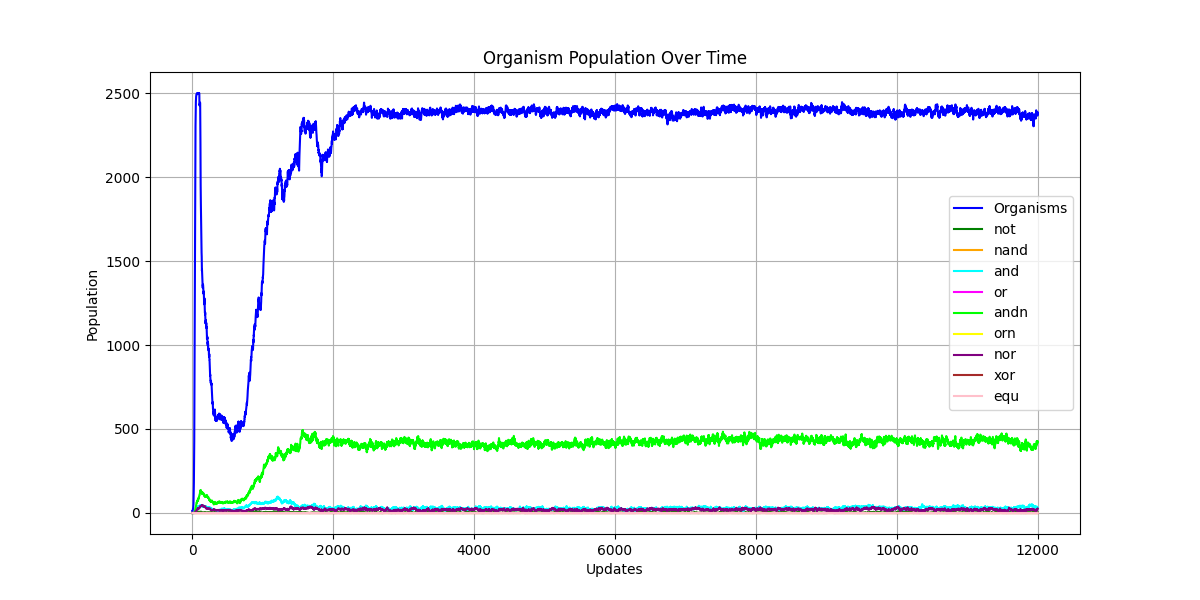 Organism Population Over Time
Population
2500
2000
1500
1000
500
0
Organisms
not
nand
and
or
andn
orn
nor
xor
equ
0 2000 4000 6000 8000 10000 12000
Updates